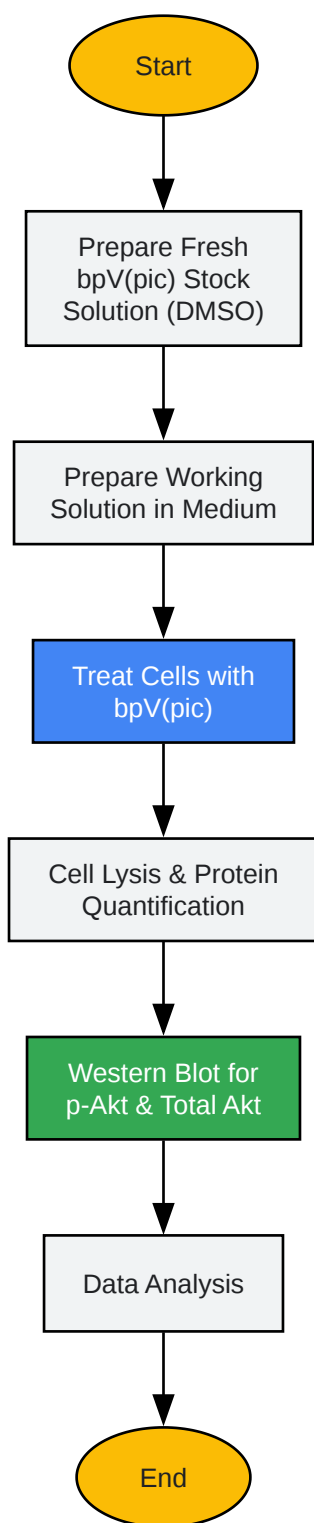 Start
Prepare Fresh
bpV(pic) Stock
Solution (DMSO)
Prepare Working
Solution in Medium
Treat Cells with
bpV(pic)
Cell Lysis & Protein
Quantification
Western Blot for
p-Akt & Total Akt
Data Analysis
End